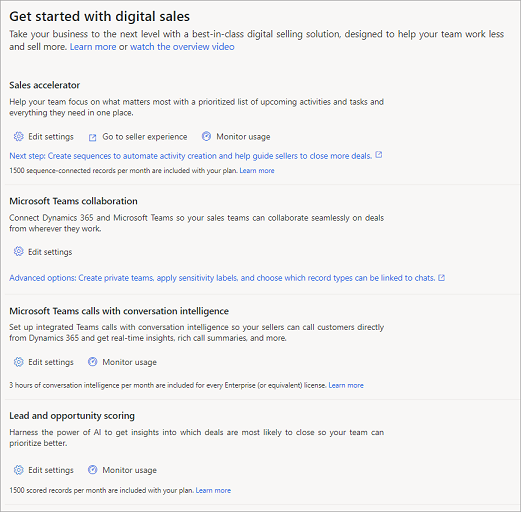 Get started with digital sales
Take your business to the next level with a best-in-class digital selling solution, designed to help your team work less
and sell more. Learn more or watch the overview video
Sales accelerator
Help your team focus on what matters most with a prioritized list of upcoming activities and tasks and
everything they need in one place.
Edit settings Go to seller experience Monitor usage
Next step: Create sequences to automate activity creation and help guide sellers to close more deals.
1500 sequence-connected records per month are included with your plan. Learn more
Microsoft Teams collaboration
Connect Dynamics 365 and Microsoft Teams so your sales teams can collaborate seamlessly on deals
from wherever they work.
Edit settings
Advanced options: Create private teams, apply sensitivity labels, and choose which record types can be linked to chats.
Microsoft Teams calls with conversation intelligence
Set up integrated Teams calls with conversation intelligence so your sellers can call customers directly
from Dynamics 365 and get real-time insights, rich call summaries, and more.
Edit settings Monitor usage
3 hours of conversation intelligence per month are included for every Enterprise (or equivalent) license. Learn more
Lead and opportunity scoring
Harness the power of AI to get insights into which deals are most likely to close so your team can
prioritize better.
Edit settings Monitor usage
1500 scored records per month are included with your plan. Learn more